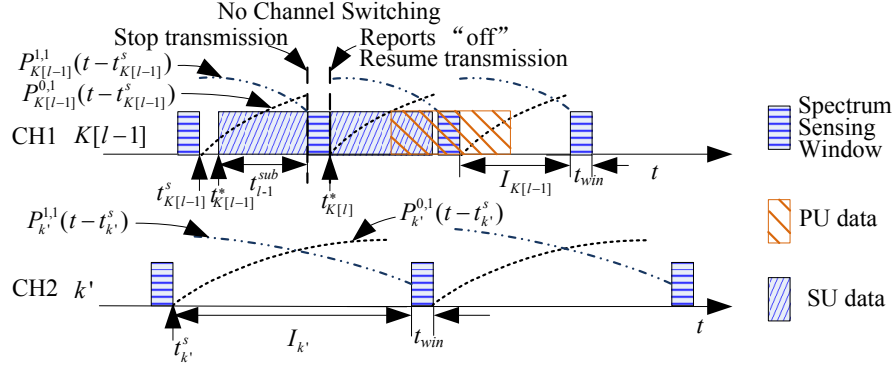 No Channel Switching
Stop transmission
Reports “off”
Resume transmission
P^{1,1}_{K[l−1]}(t − t^s_{K[l−1]})
P^{0,1}_{K[l−1]}(t − t^s_{K[l−1]})
CH1 K[l−1]
t^s_{K[l−1]}
t^*_{K[l−1]}
t^{sub}_{l-1}
t^*_{K[l]}
I_{K[l−1]}
t_{win}
t
P^{1,1}_{k'}(t − t^s_{k'})
P^{0,1}_{k'}(t − t^s_{k'})
CH2 k'
t^s_{k'}
I_{k'}
t_{win}
t
Spectrum
Sensing
Window
PU data
SU data